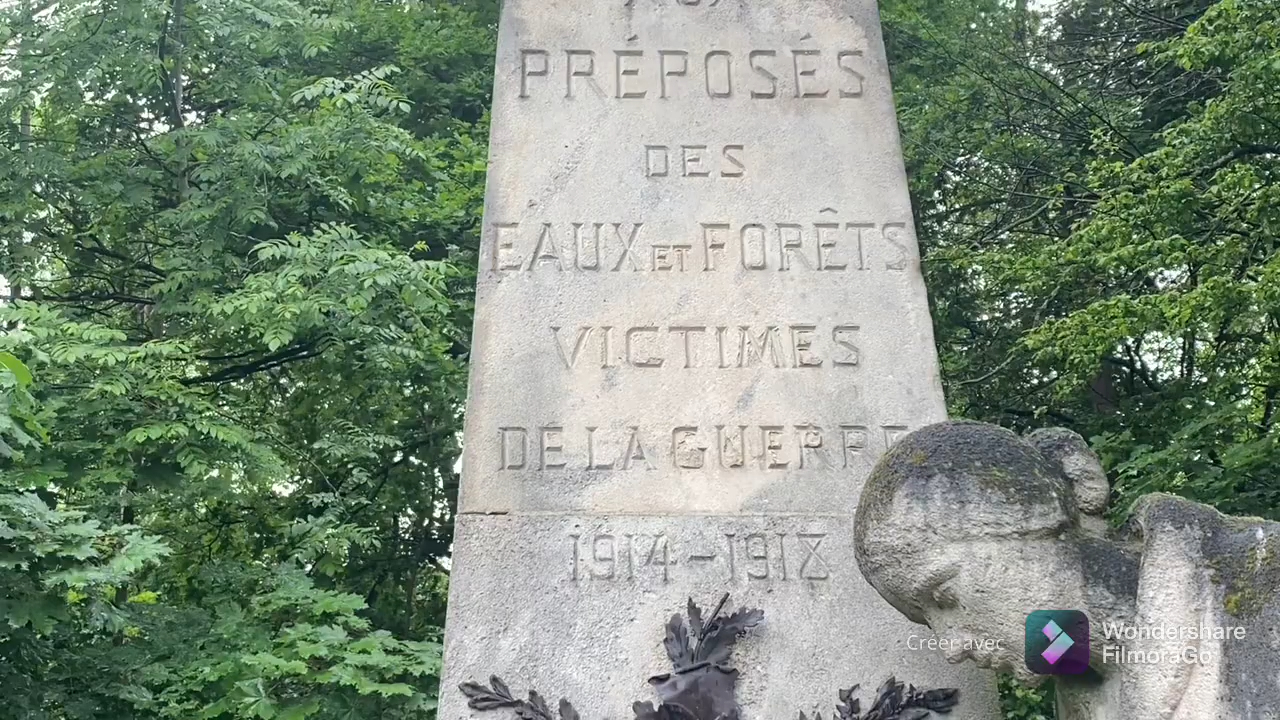 PRÉPOSÉS
DES
EAUX ET FORÊTS
VICTIMES
DE LA GUERRE
1914-1918
Créer avec
Wondershare
FilmoraGo